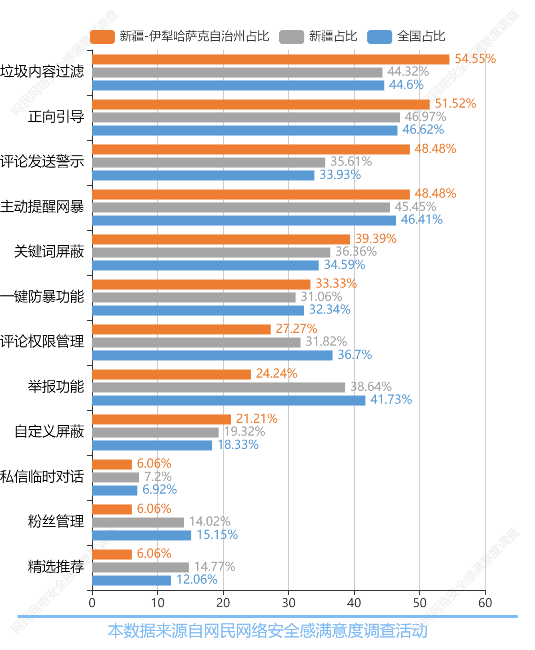 新疆-伊犁哈萨克自治州占比 新疆占比 全国占比
垃圾内容过滤 54.55% 44.32% 44.6%
正向引导 51.52% 46.97% 46.62%
评论发送警示 48.48% 35.61% 33.93%
主动提醒网暴 48.48% 45.45% 46.41%
关键词屏蔽 39.39% 36.36% 34.59%
一键防暴功能 33.33% 31.06% 32.34%
评论权限管理 27.27% 31.82% 36.7%
举报功能 24.24% 38.64% 41.73%
自定义屏蔽 21.21% 19.32% 18.33%
私信临时对话 6.06% 7.2% 6.92%
粉丝管理 6.06% 14.02% 15.15%
精选推荐 6.06% 14.77% 12.06%
0 10 20 30 40 50 60
本数据来源自网民网络安全感满意度调查活动